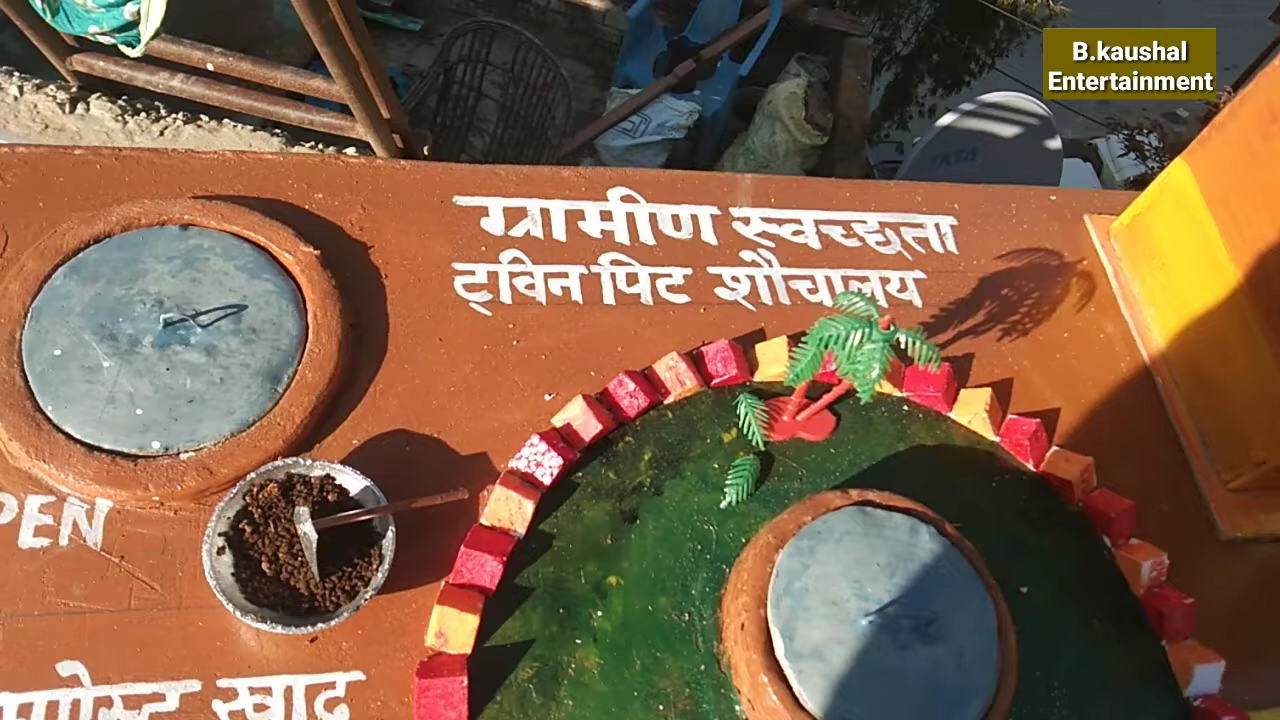 B.kaushal
Entertainment
ग्रामीण स्वच्छता
ट्विन पिट शौचालय
PEN
खाद